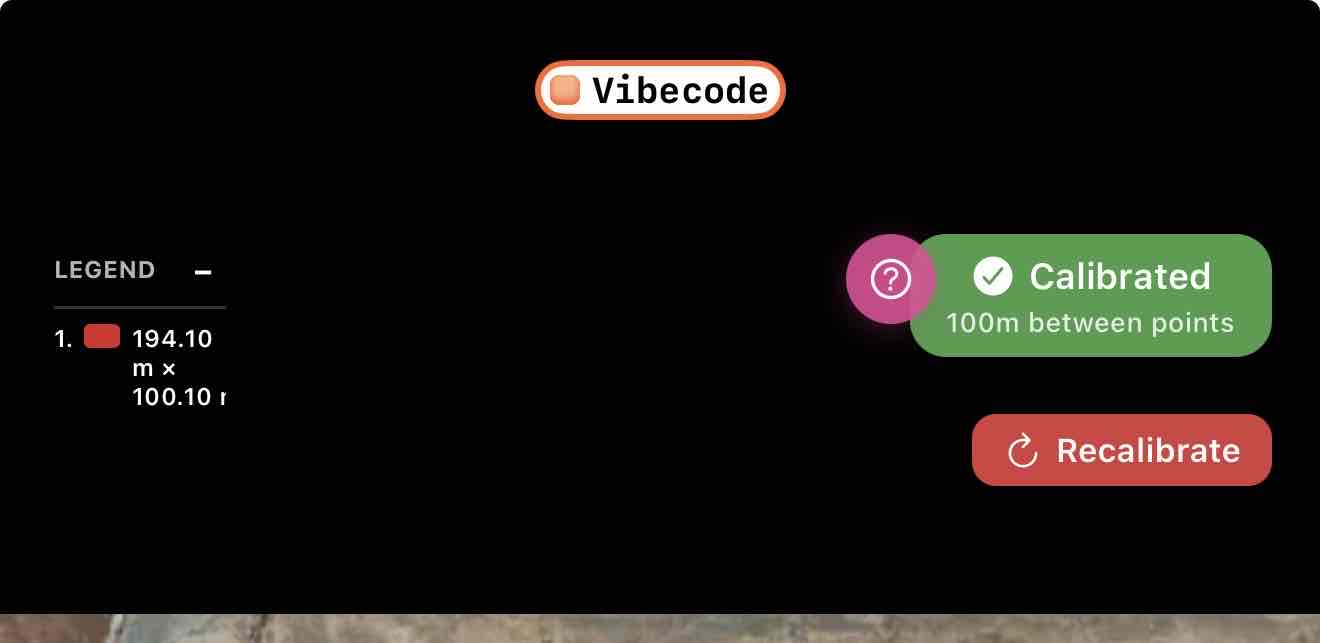 Vibecode
LEGEND –
1. 194.10
m ×
100.10
Calibrated
100m between points
Recalibrate